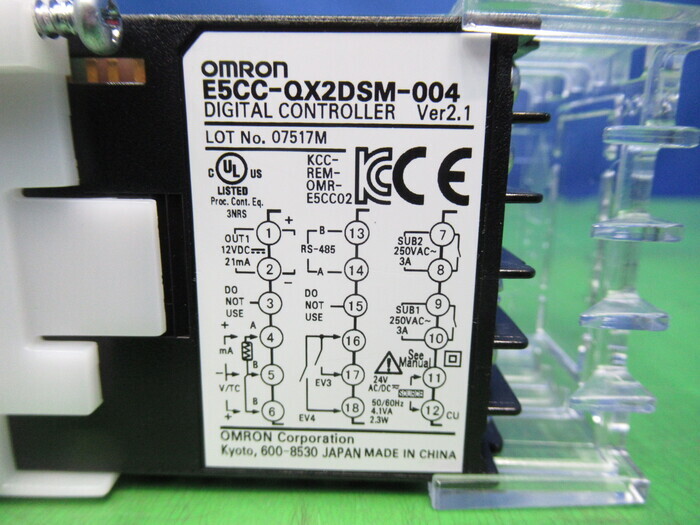 OMRON
E5CC-QX2DSM-004
DIGITAL CONTROLLER Ver2.1
LOT No. 07517M
C UL US
LISTED
Proc. Cont. Eq.
3NRS
KCC-
REM-
OMR-
E5CC02
KC CE
OUT1
12VDC
21mA
+
1
2
−
DO
NOT
USE
3
+
mA
A
4
−
B
5
V/TC
+
B
6
B
13
RS-485
A
14
DO
NOT
USE
15
16
EV3
17
EV4
18
SUB2
250VAC~
3A
7
8
SUB1
250VAC~
3A
9
10
See
Manual
24V
AC/DC
SOURCE
11
50/60Hz
4.1VA
2.3W
12
CU
OMRON Corporation
Kyoto, 600-8530 JAPAN MADE IN CHINA